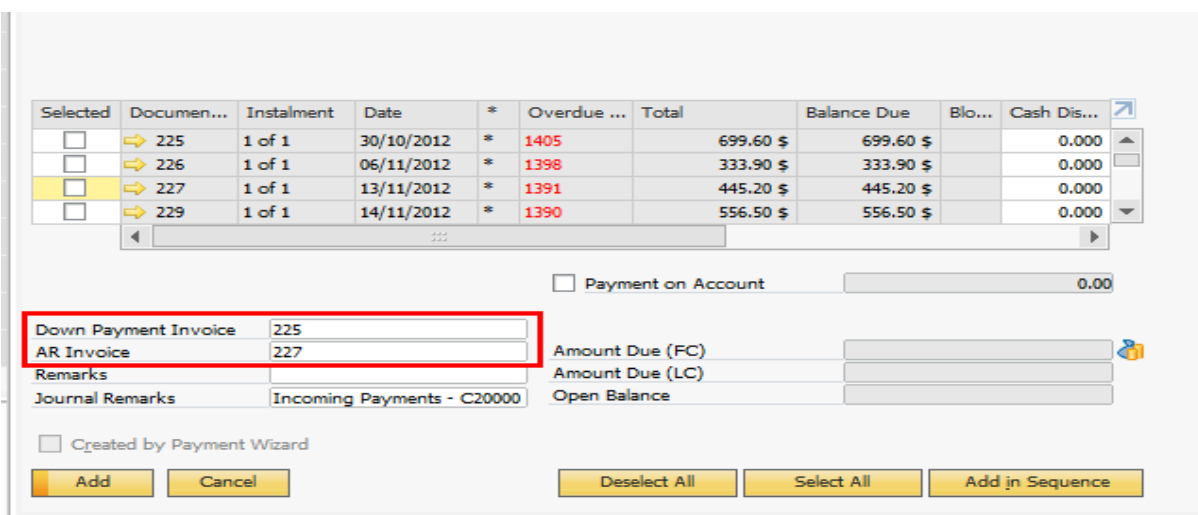 Selected Documen... Instalment Date * Overdue ... Total Balance Due Blo... Cash Dis...
225 1 of 1 30/10/2012 * 1405 699.60 $ 699.60 $ 0.000
226 1 of 1 06/11/2012 * 1398 333.90 $ 333.90 $ 0.000
227 1 of 1 13/11/2012 * 1391 445.20 $ 445.20 $ 0.000
229 1 of 1 14/11/2012 * 1390 556.50 $ 556.50 $ 0.000
Payment on Account 0.00
Down Payment Invoice 225
AR Invoice 227 Amount Due (FC)
Remarks Amount Due (LC)
Journal Remarks Incoming Payments - C20000 Open Balance
Created by Payment Wizard
Add Cancel Deselect All Select All Add in Sequence